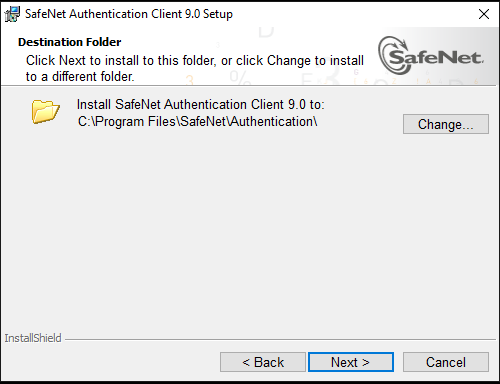 SafeNet Authentication Client 9.0 Setup
Destination Folder
Click Next to install to this folder, or click Change to install
to a different folder.
SafeNet.
Install SafeNet Authentication Client 9.0 to:
C:\Program Files\SafeNet\Authentication\
Change...
InstallShield
< Back
Next >
Cancel